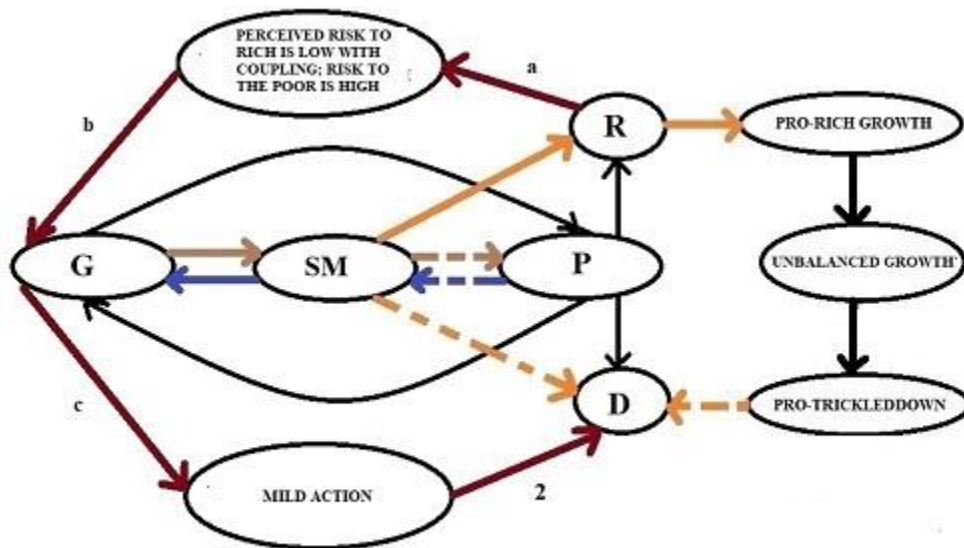 PERCEIVED RISK TO
RICH IS LOW WITH
COUPLING; RISK TO
THE POOR IS HIGH
a
R
PRO-RICH GROWTH
b
G
SM
P
UNBALANCED GROWTH
c
D
PRO-TRICKLEDDOWN
MILD ACTION
2